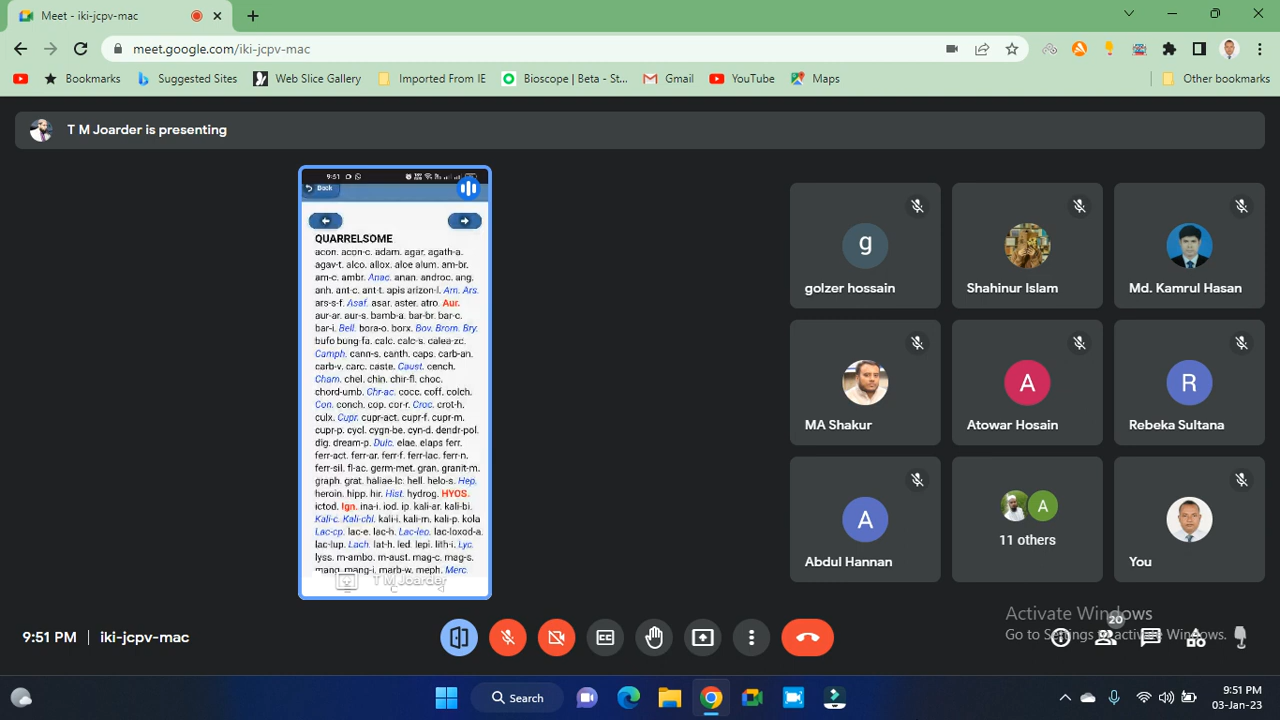 Meet - iki-jcpv-mac
meet.google.com/iki-jcpv-mac
Bookmarks
Suggested Sites
Web Slice Gallery
Imported From IE
Bioscope | Beta - St...
Gmail
YouTube
Maps
Other bookmarks
T M Joarder is presenting
9:51
Back
QUARRELSOME
acon. acon-c. adam. agar. agath-a.
agav-t. alco. allox. aloe alum. am-br.
am-c. ambr. Anac. anan. androc. ang.
anh. ant-c. ant-t. apis arizon-l. Arn. Ars.
ars-s-f. Asaf. asar. aster. atro. Aur.
aur-ar. aur-s. bamb-a. bar-br. bar-c.
bar-i. Bell. bora-o. borx. Bov. Brom. Bry.
bufo bung-fa. calc. calc-s. calea-zc.
Camph. cann-s. canth. caps. carb-an.
carb-v. carc. caste. Caust. cench.
Cham. chel. chin. chir-fl. choc.
chord-umb. Chr-ac. cocc. coff. colch.
Con. conch. cop. cor-r. Croc. crot-h.
culx. Cupr. cupr-act. cupr-f. cupr-m.
cupr-p. cycl. cygn-be. cyn-d. dendr-pol.
dig. dream-p. Dulc. elae. elaps ferr.
ferr-act. ferr-ar. ferr-f. ferr-lac. ferr-n.
ferr-sil. fl-ac. germ-met. gran. granit-m.
graph. grat. haliae-lc. hell. helo-s. Hep.
heroin. hipp. hir. Hist. hydrog. HYOS.
ictod. Ign. ina-i. iod. ip. kali-ar. kali-bi.
Kali-c. Kali-chl. kali-i. kali-m. kali-p. kola
Lac-cp. lac-e. lac-h. Lac-leo. lac-loxod-a.
lac-lup. Lach. lat-h. led. lepi. lith-i. Lyc.
lyss. m-ambo. m-aust. mag-c. mag-s.
mang. mang-i. marb-w. meph. Merc.
T M Joarder
g
golzer hossain
Shahinur Islam
Md. Kamrul Hasan
MA Shakur
A
Atowar Hosain
R
Rebeka Sultana
A
Abdul Hannan
A
11 others
You
Activate Windows
Go to Settings to activate Windows.
9:51 PM | iki-jcpv-mac
20
Search
9:51 PM
03-Jan-23